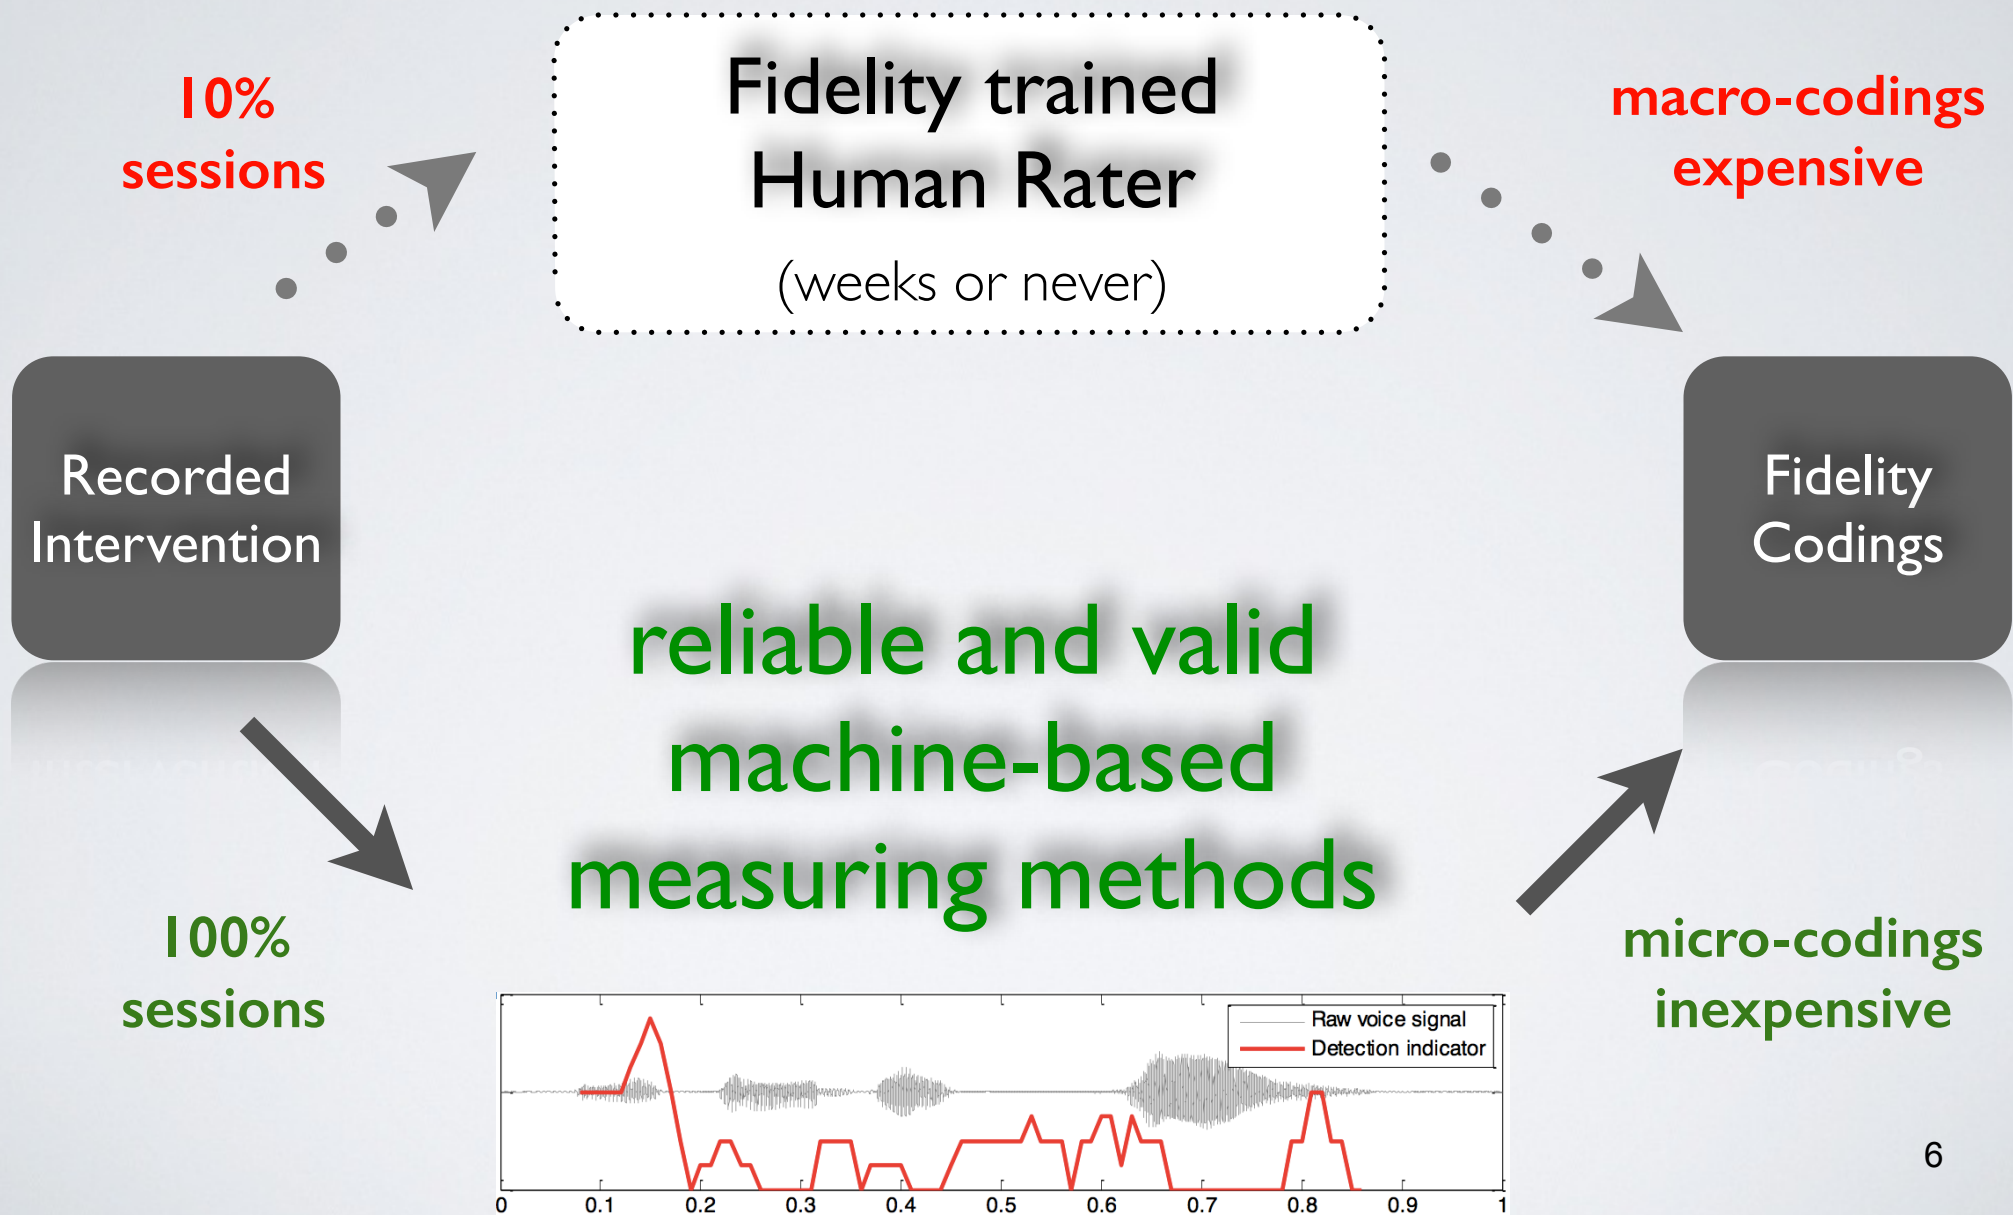 10%
sessions
Fidelity trained
Human Rater
(weeks or never)
macro-codings
expensive
Recorded
Intervention
Fidelity
Codings
reliable and valid
machine-based
measuring methods
100%
sessions
micro-codings
inexpensive
Raw voice signal
Detection indicator
0 0.1 0.2 0.3 0.4 0.5 0.6 0.7 0.8 0.9 1
6